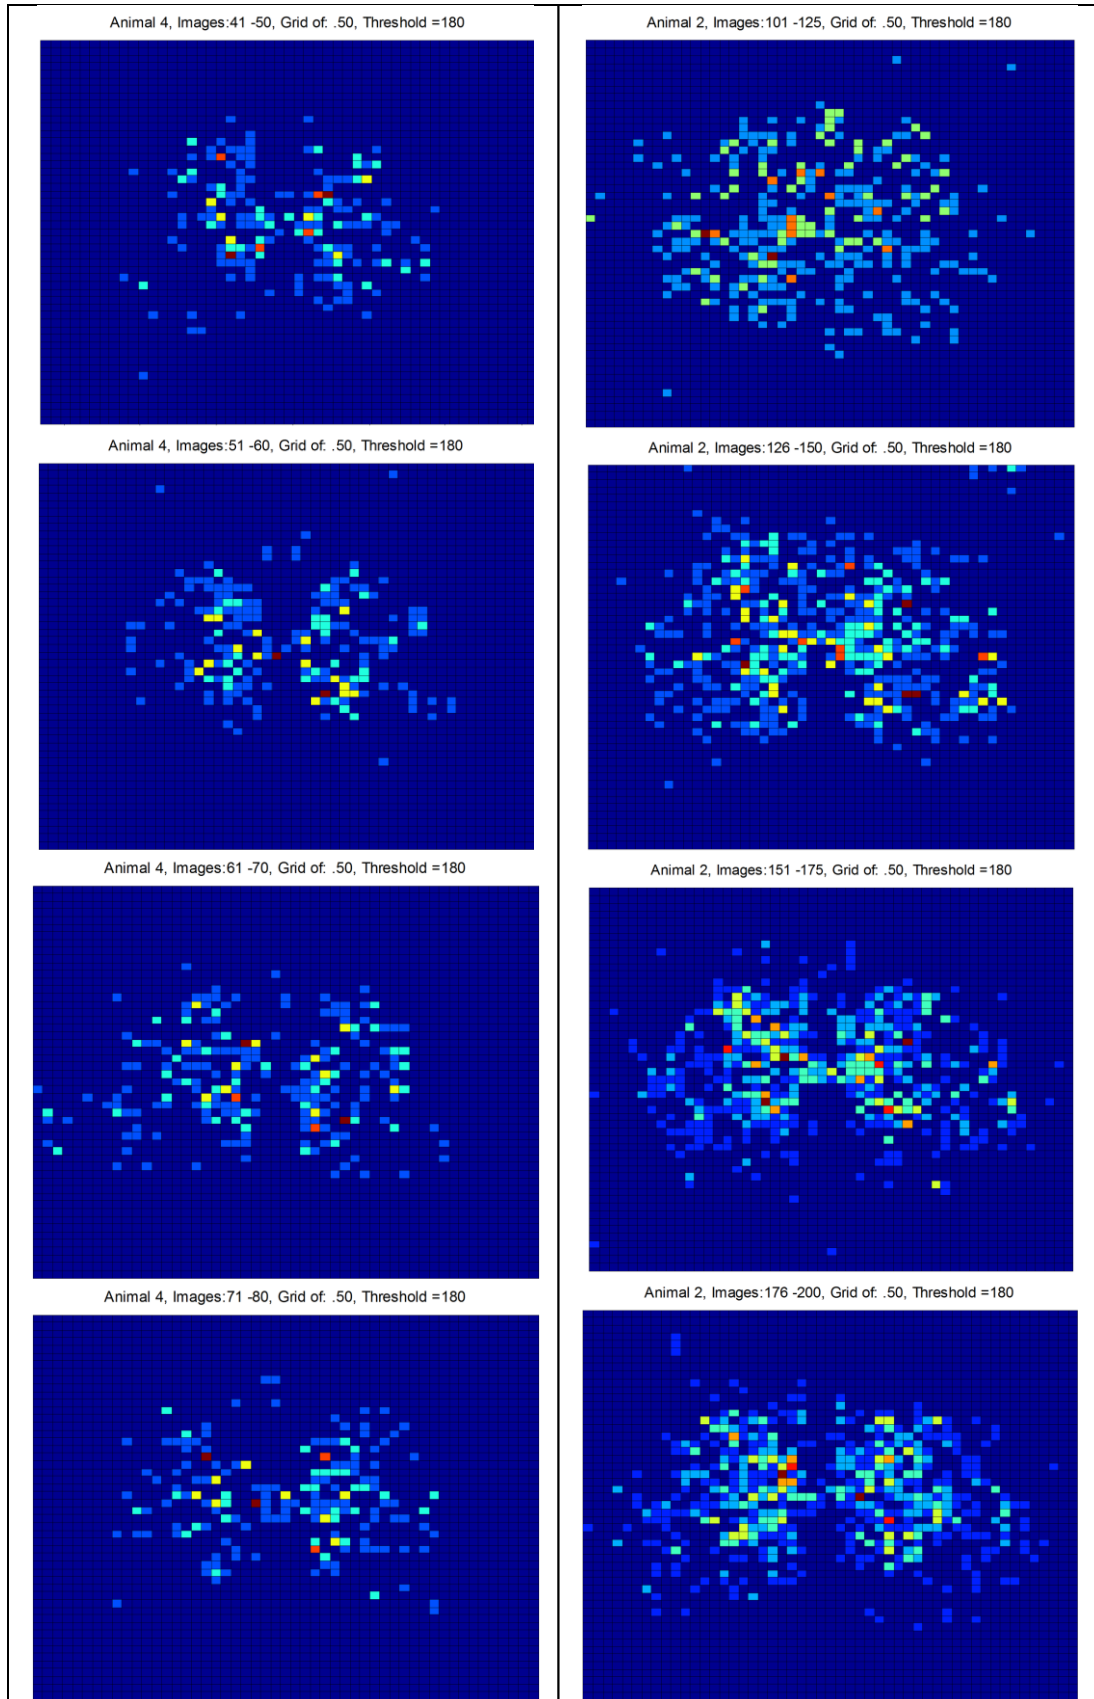 Animal 4, Images:41 -50, Grid of: .50, Threshold =180
Animal 2, Images:101 -125, Grid of: .50, Threshold =180
Animal 4, Images:51 -60, Grid of: .50, Threshold =180
Animal 2, Images:126 -150, Grid of: .50, Threshold =180
Animal 4, Images:61 -70, Grid of: .50, Threshold =180
Animal 2, Images:151 -175, Grid of: .50, Threshold =180
Animal 4, Images:71 -80, Grid of: .50, Threshold =180
Animal 2, Images:176 -200, Grid of: .50, Threshold =180